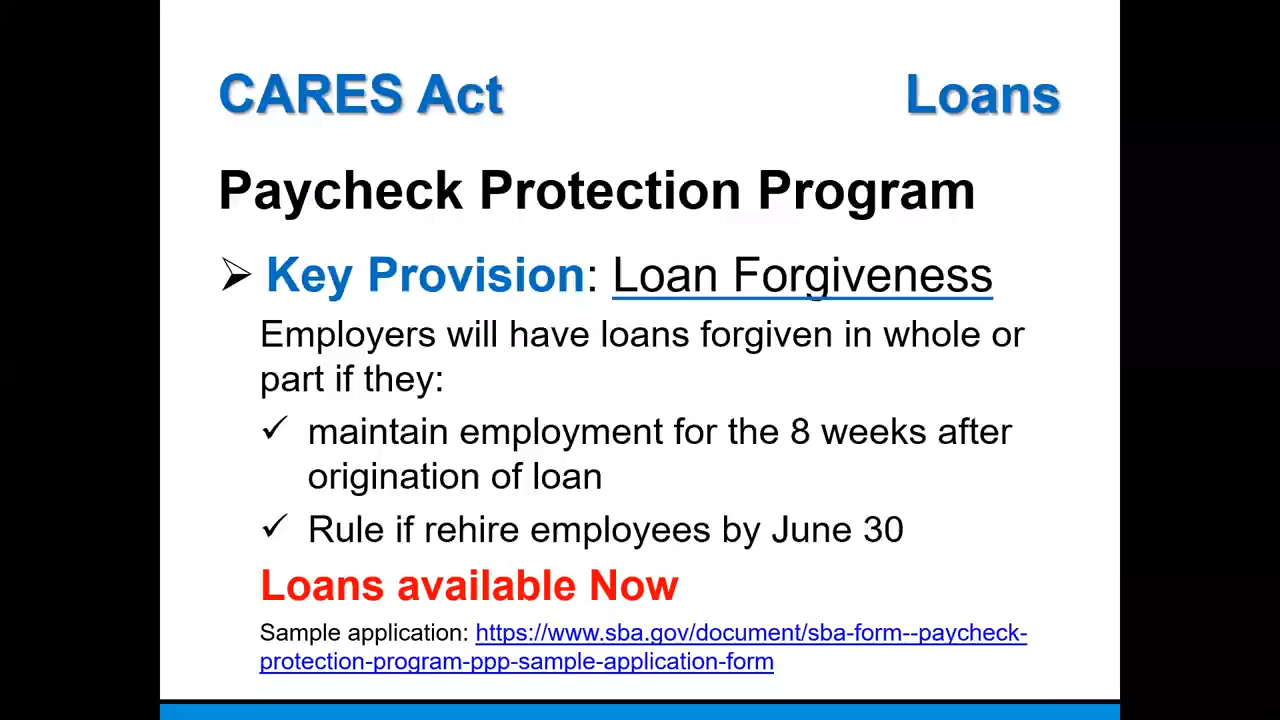 CARES Act Loans
Paycheck Protection Program
➢ Key Provision: Loan Forgiveness
Employers will have loans forgiven in whole or
part if they:
✓ maintain employment for the 8 weeks after
origination of loan
✓ Rule if rehire employees by June 30
Loans available Now
Sample application: https://www.sba.gov/document/sba-form--paycheck-
protection-program-ppp-sample-application-form